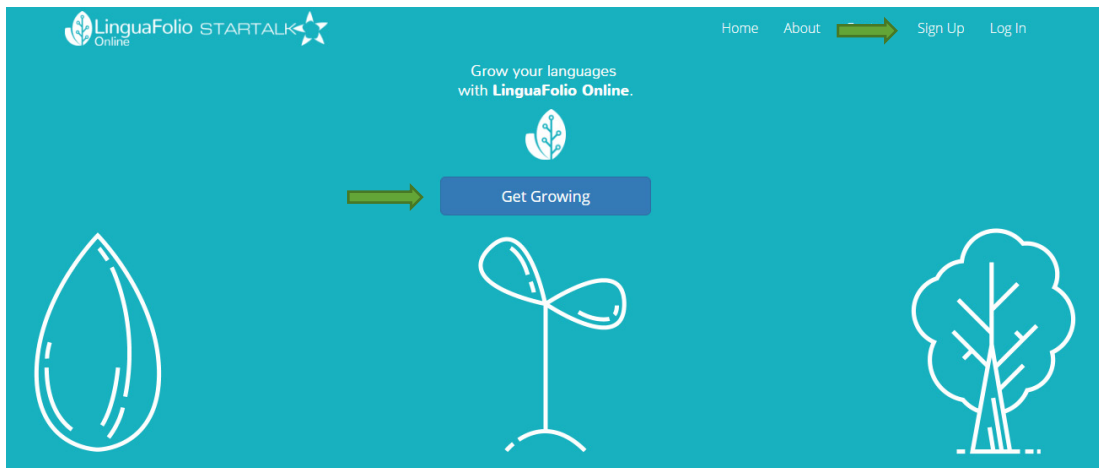 LinguaFolio STARTALK
Online
Home About Sign Up Log In
Grow your languages
with LinguaFolio Online.
Get Growing